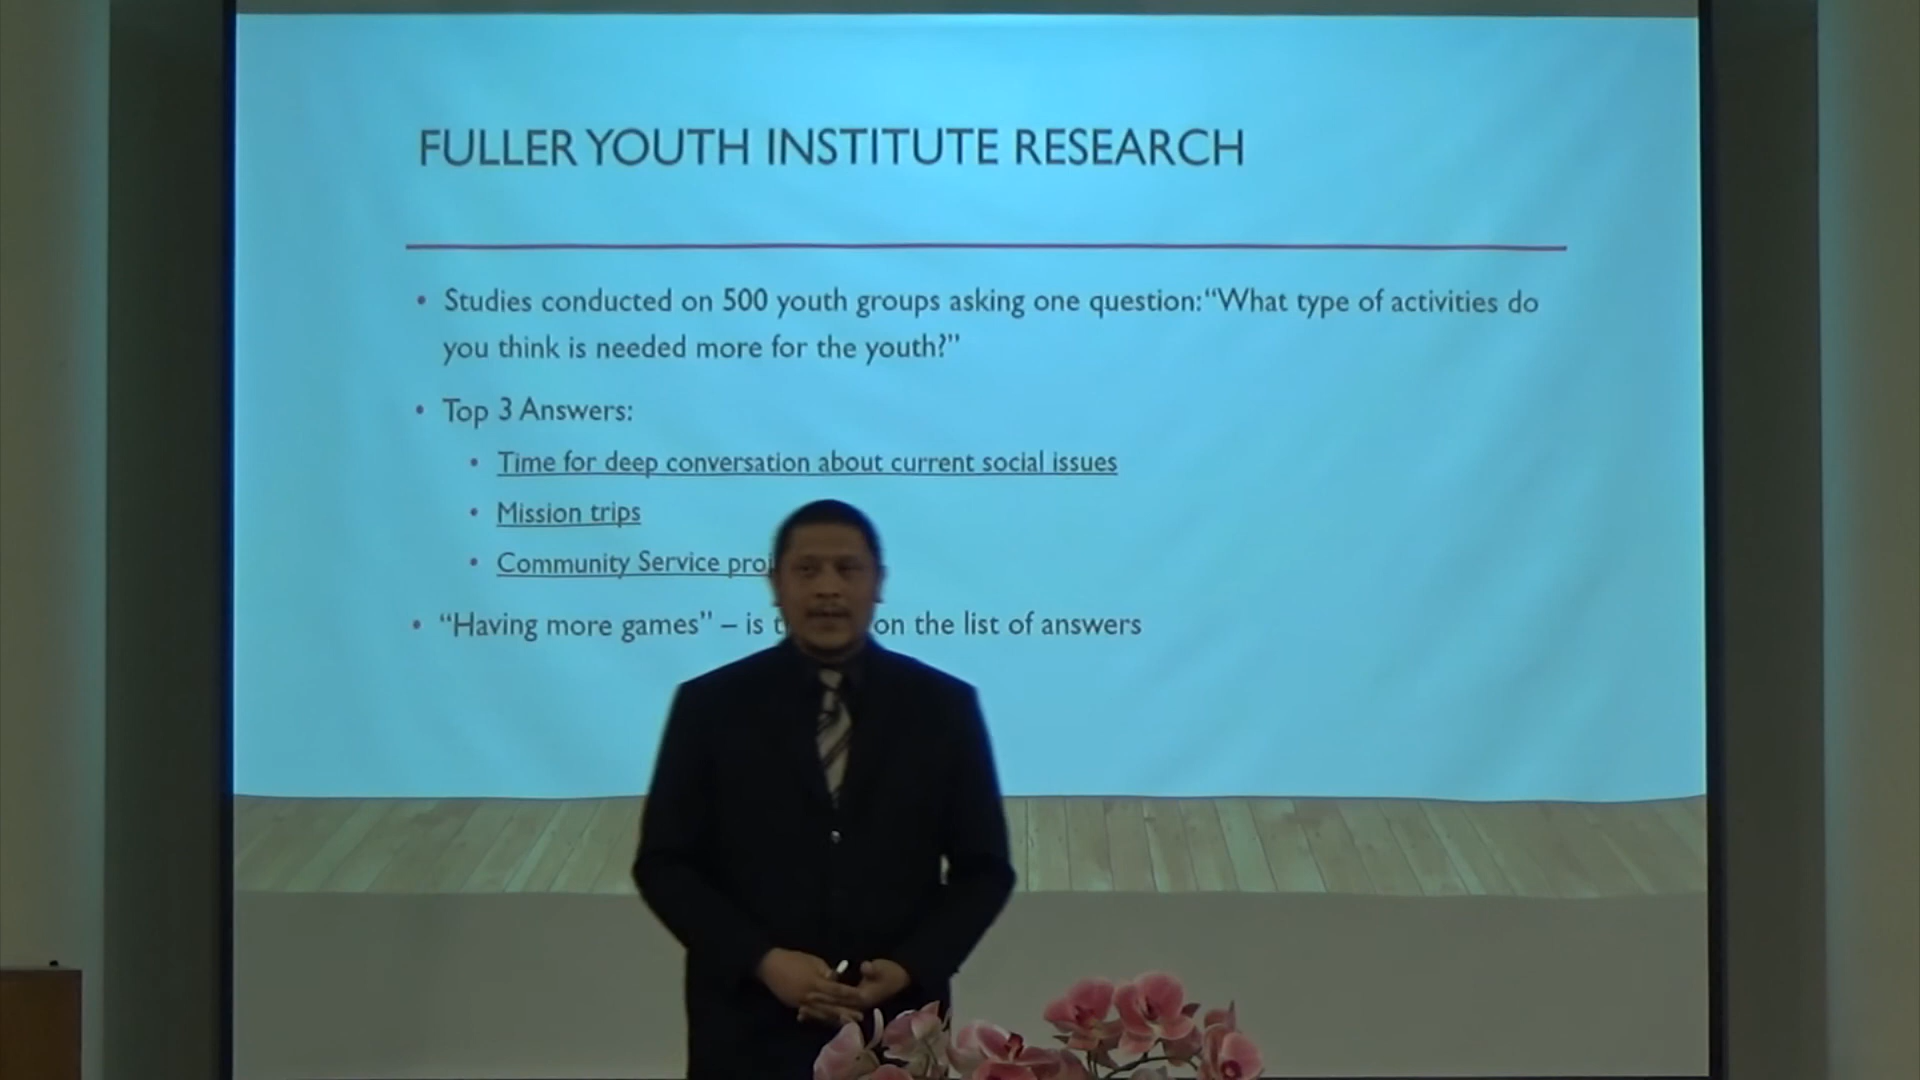 FULLER YOUTH INSTITUTE RESEARCH
• Studies conducted on 500 youth groups asking one question: “What type of activities do
you think is needed more for the youth?”
• Top 3 Answers:
• Time for deep conversation about current social issues
• Mission trips
• Community Service
• “Having more games” – is on the list of answers